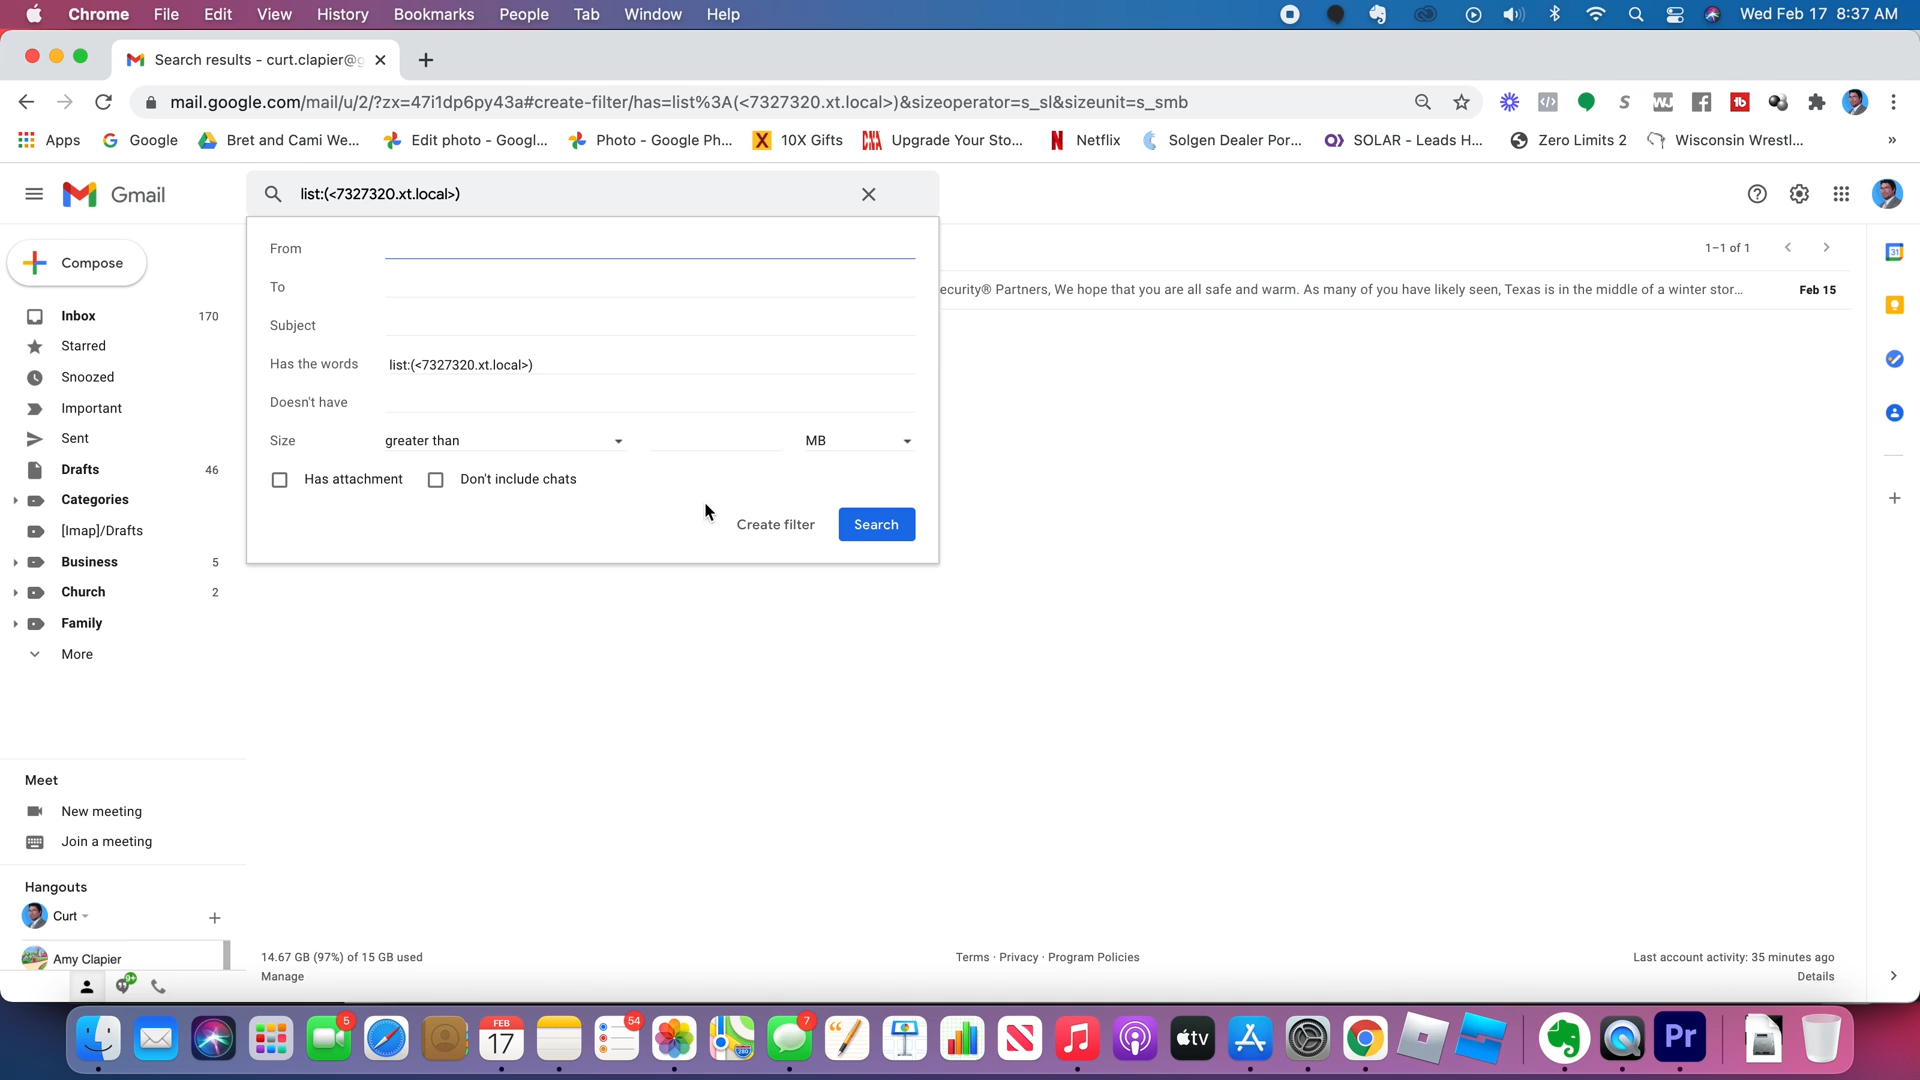 Chrome File Edit View History Bookmarks People Tab Window Help Wed Feb 17 8:37 AM
Search results - curt.clapier@g
mail.google.com/mail/u/2/?zx=47i1dp6py43a#create-filter/has=list%3A(<7327320.xt.local>)&sizeoperator=s_sl&sizeunit=s_smb
Apps Google Bret and Cami We... Edit photo - Googl... Photo - Google Ph... 10X Gifts Upgrade Your Sto... Netflix Solgen Dealer Por... SOLAR - Leads H... Zero Limits 2 Wisconsin Wrestl... »
Gmail
list:(<7327320.xt.local>)
From
1-1 of 1
Compose
To
ecurity® Partners, We hope that you are all safe and warm. As many of you have likely seen, Texas is in the middle of a winter stor... Feb 15
Inbox 170
Subject
Starred
Has the words list:(<7327320.xt.local>)
Snoozed
Doesn't have
Important
Size greater than MB
Sent
Drafts 46
Has attachment Don't include chats
Categories
Create filter Search
[Imap]/Drafts
Business 5
Church 2
Family
More
Meet
New meeting
Join a meeting
Hangouts
Curt
Amy Clapier
14.67 GB (97%) of 15 GB used
Manage
Terms · Privacy · Program Policies
Last account activity: 35 minutes ago
Details
9+
31
5
FEB
17
54
7
tv
Pr